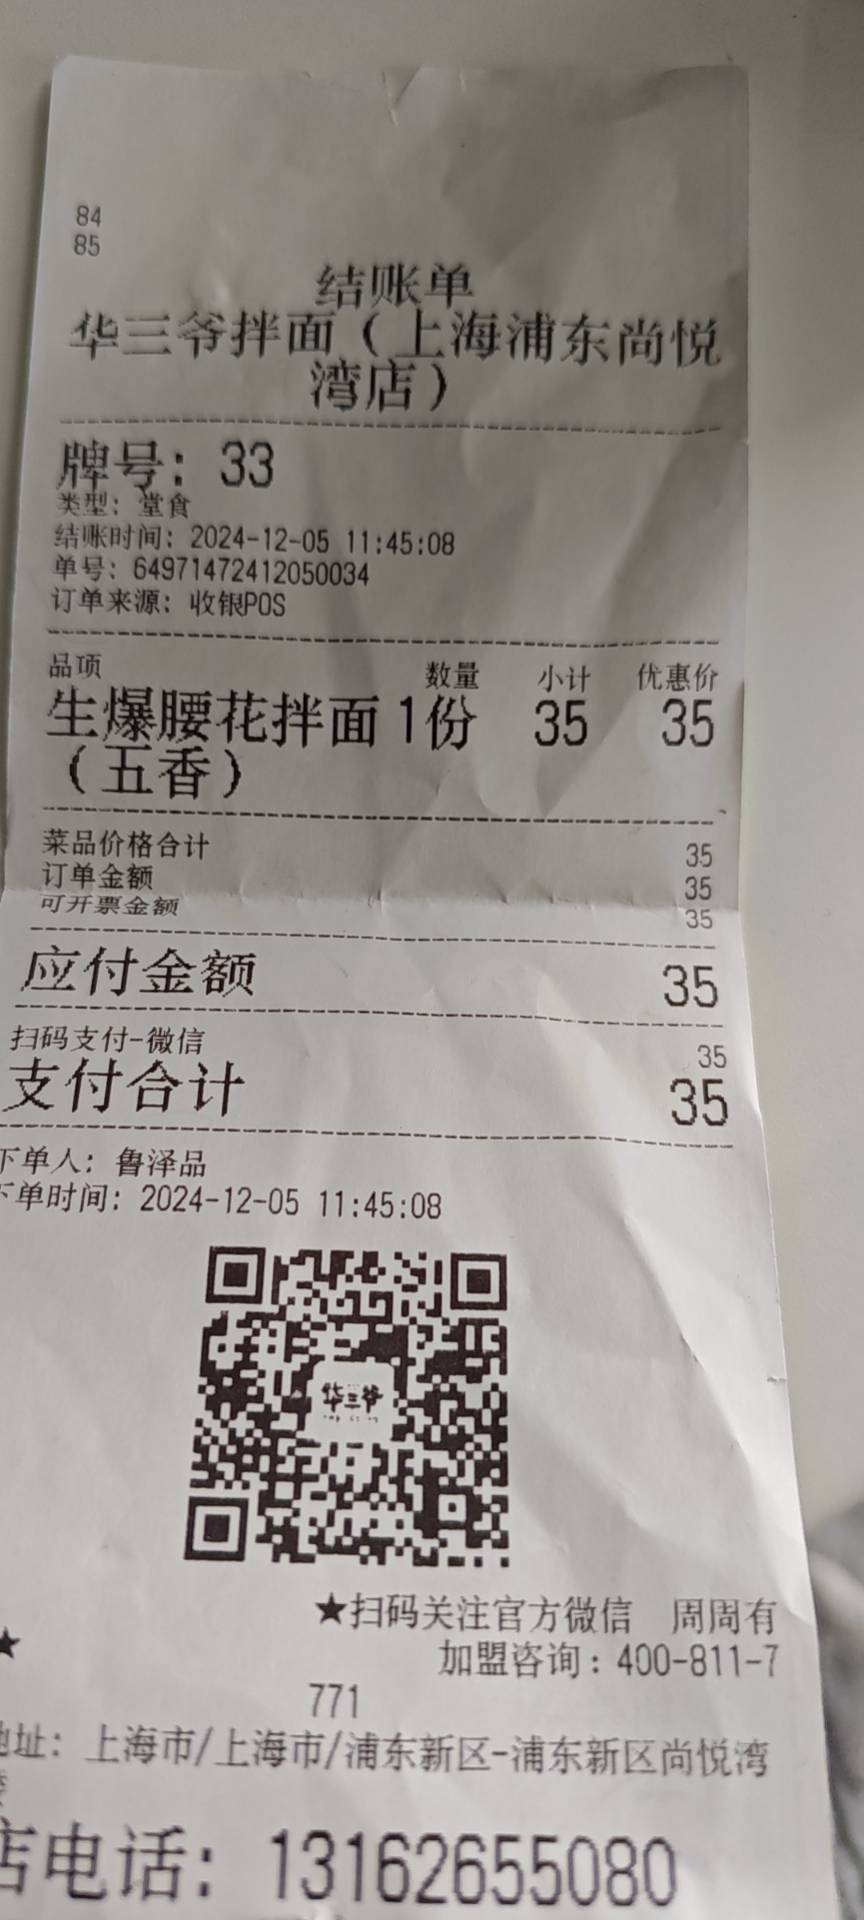 84
85
结账单
华三爷拌面（上海浦东尚悦
湾店）
牌号：33
类型：堂食
结账时间：2024-12-05 11:45:08
单号：64971472412050034
订单来源：收银POS
品项 数量 小计 优惠价
生爆腰花拌面 1份 35 35
（五香）
菜品价格合计 35
订单金额 35
可开票金额 35
应付金额 35
扫码支付-微信 35
支付合计 35
下单人：鲁泽品
下单时间：2024-12-05 11:45:08
华三爷
★扫码关注官方微信 周周有
★
加盟咨询：400-811-7
771
地址：上海市/上海市/浦东新区-浦东新区尚悦湾
店电话：13162655080